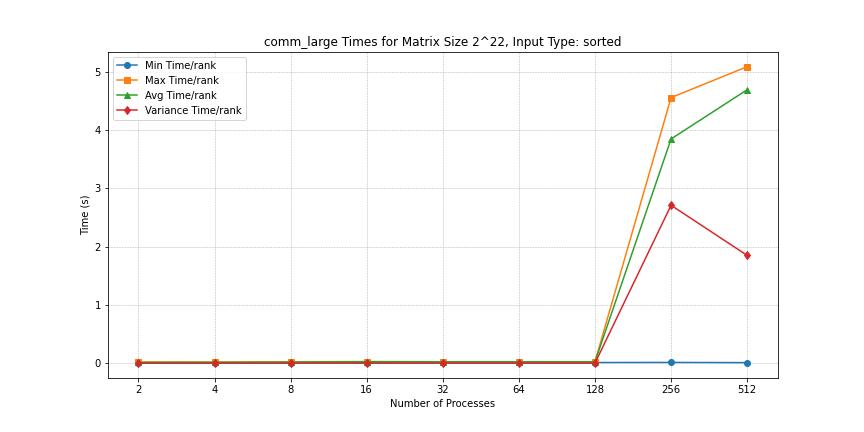 comm_large Times for Matrix Size 2^22, Input Type: sorted
Min Time/rank
Max Time/rank
Avg Time/rank
Variance Time/rank
Time (s)
5
4
3
2
1
0
2 4 8 16 32 64 128 256 512
Number of Processes